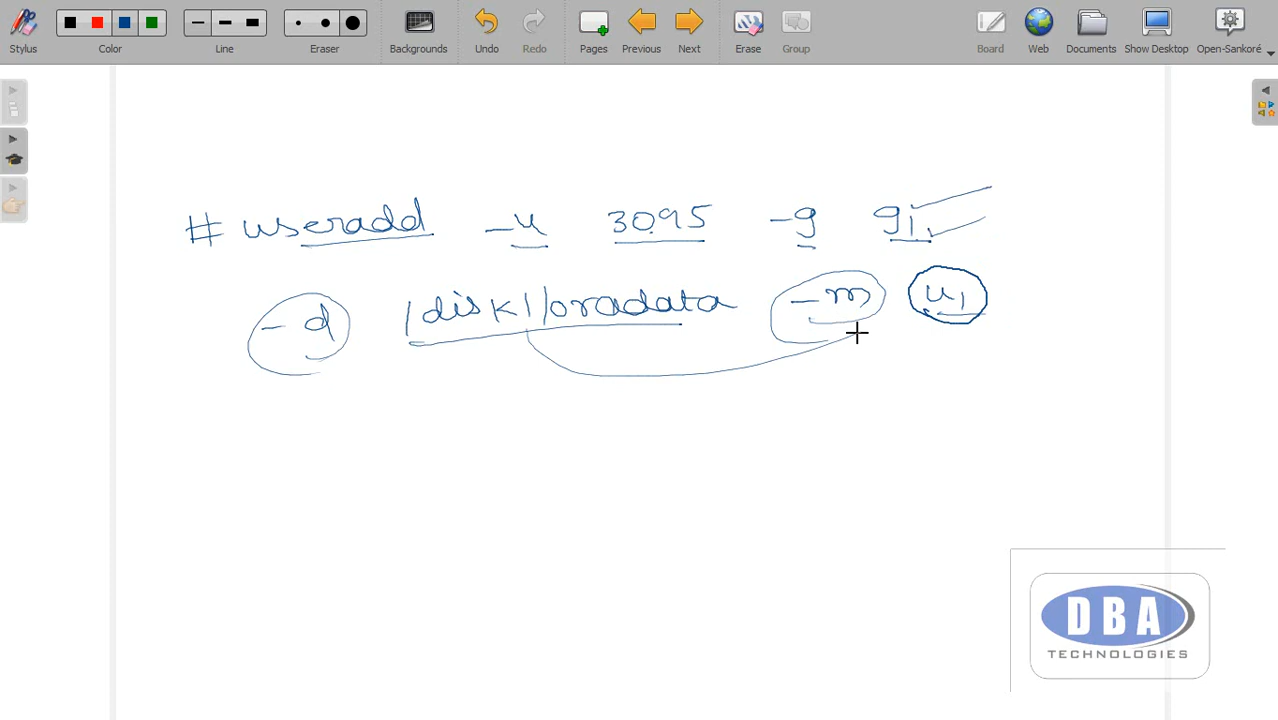 Stylus Color Line Eraser Backgrounds Undo Redo Pages Previous Next Erase Group Board Web Documents Show Desktop Open-Sankoré
# useradd -u 3095 -g g1
-d /disk1/oradata -m u1
DBA
TECHNOLOGIES